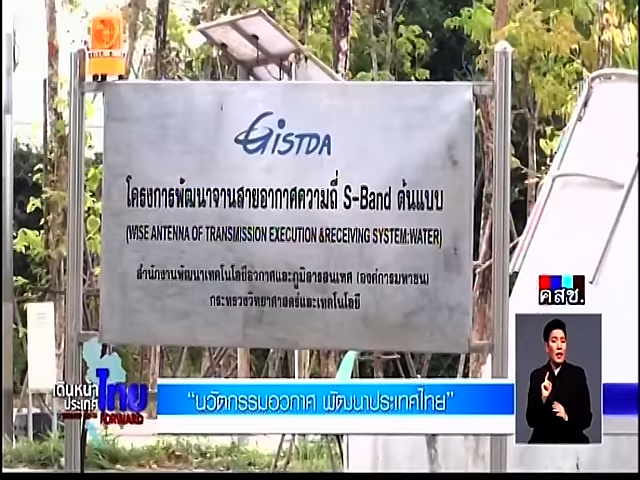 GISTDA
โครงการพัฒนาจานสายอากาศความถี่ S-Band ต้นแบบ
(WISE ANTENNA OF TRANSMISSION EXECUTION &RECEIVING SYSTEM:WATER)
สำนักงานพัฒนาเทคโนโลยีอวกาศและภูมิสารสนเทศ (องค์การมหาชน)
กระทรวงวิทยาศาสตร์และเทคโนโลยี
คสช.
เดินหน้า
ประเทศ
ไทย
FORWARD
“นวัตกรรมอวกาศ พัฒนาประเทศไทย”